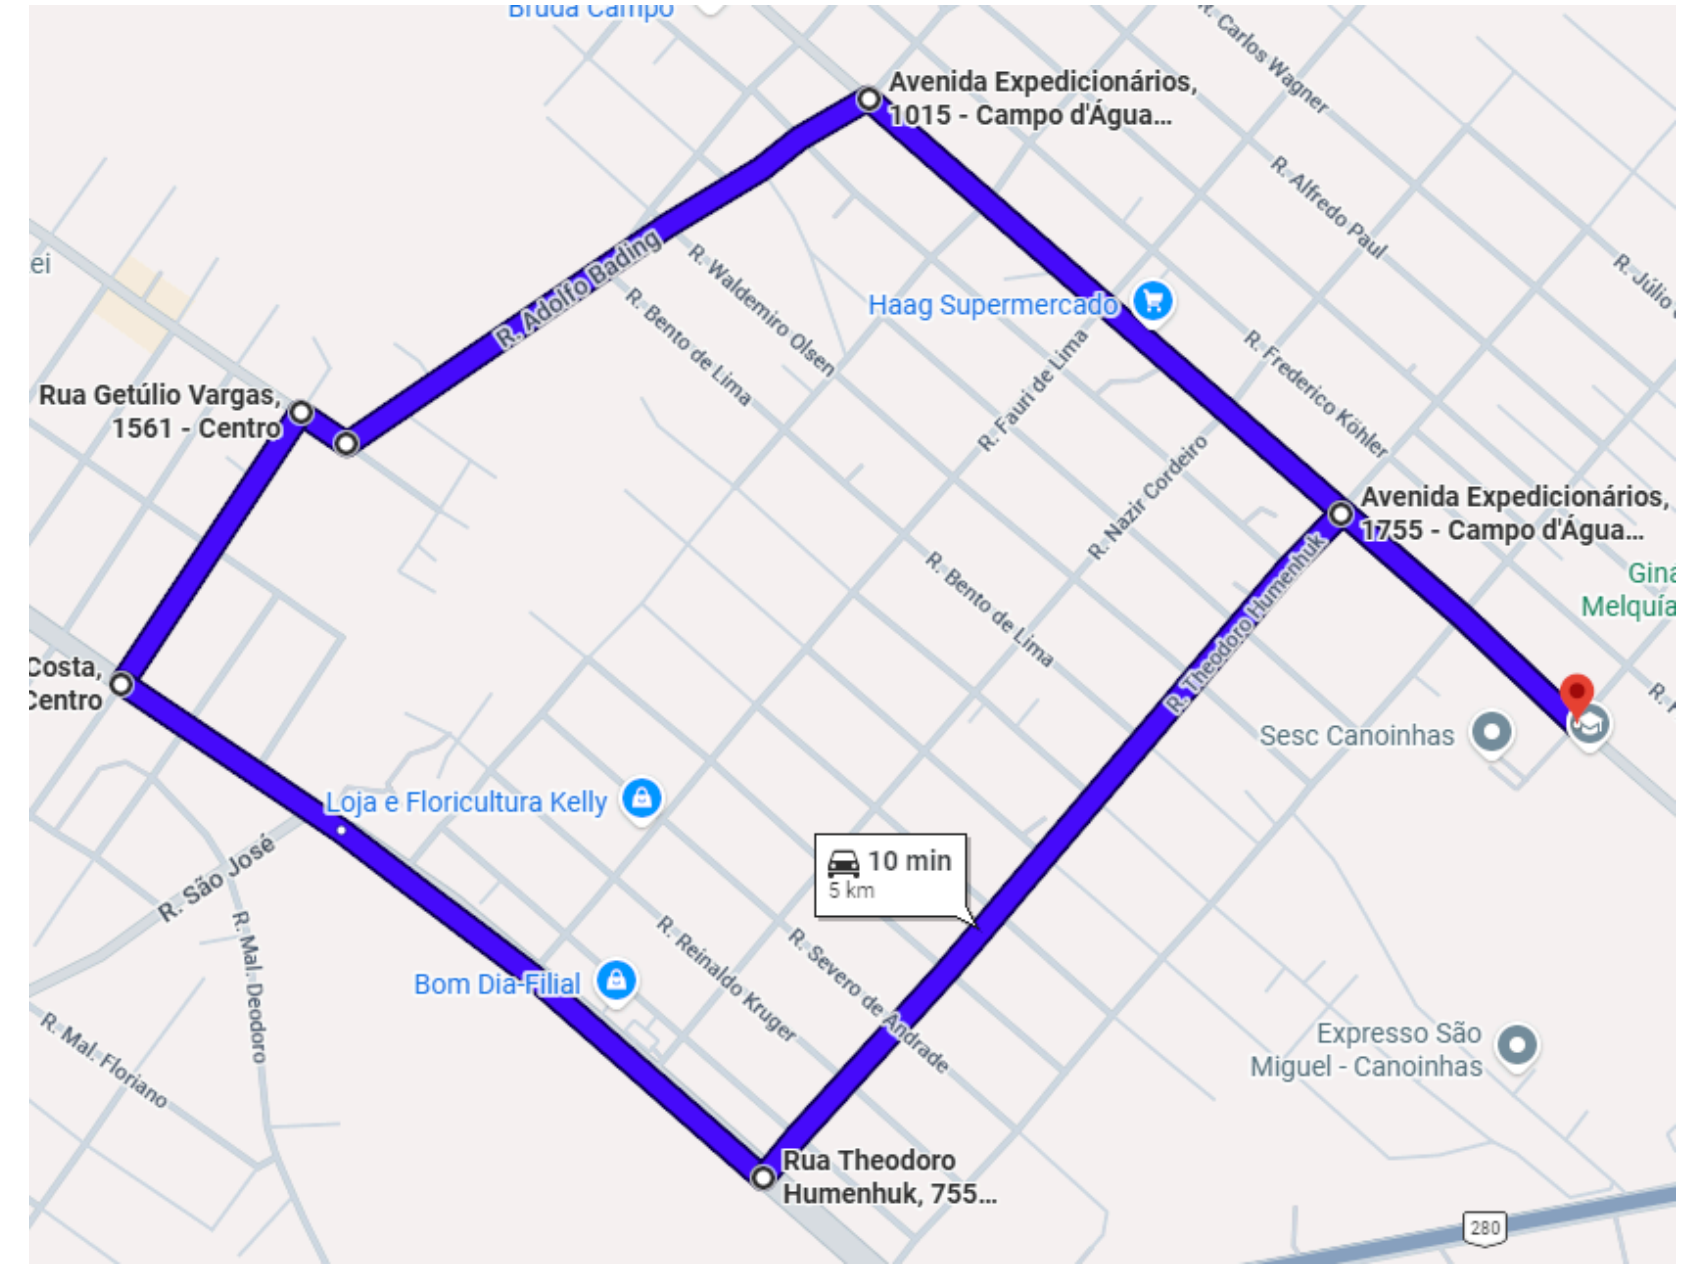 Bruda Campo
Avenida Expedicionários,
1015 - Campo d'Água...
R. Carlos Wagner
R. Alfredo Paul
R. Júlio
ei
R. Adolfo Bading
R. Waldemiro Olsen
R. Bento de Lima
Haag Supermercado
R. Fauri de Lima
R. Frederico Köhler
Rua Getúlio Vargas,
1561 - Centro
R. Nazir Cordeiro
Avenida Expedicionários,
1755 - Campo d'Água...
R. Bento de Lima
R. Theodoro Humenhuk
Giná
Melquía
Costa,
Centro
R.
Sesc Canoinhas
Loja e Floricultura Kelly
R. São José
10 min
5 km
R. Mal. Deodoro
R. Reinaldo Kruger
R. Severo de Andrade
Bom Dia-Filial
R. Mal. Floriano
Expresso São
Miguel - Canoinhas
Rua Theodoro
Humenhuk, 755...
280